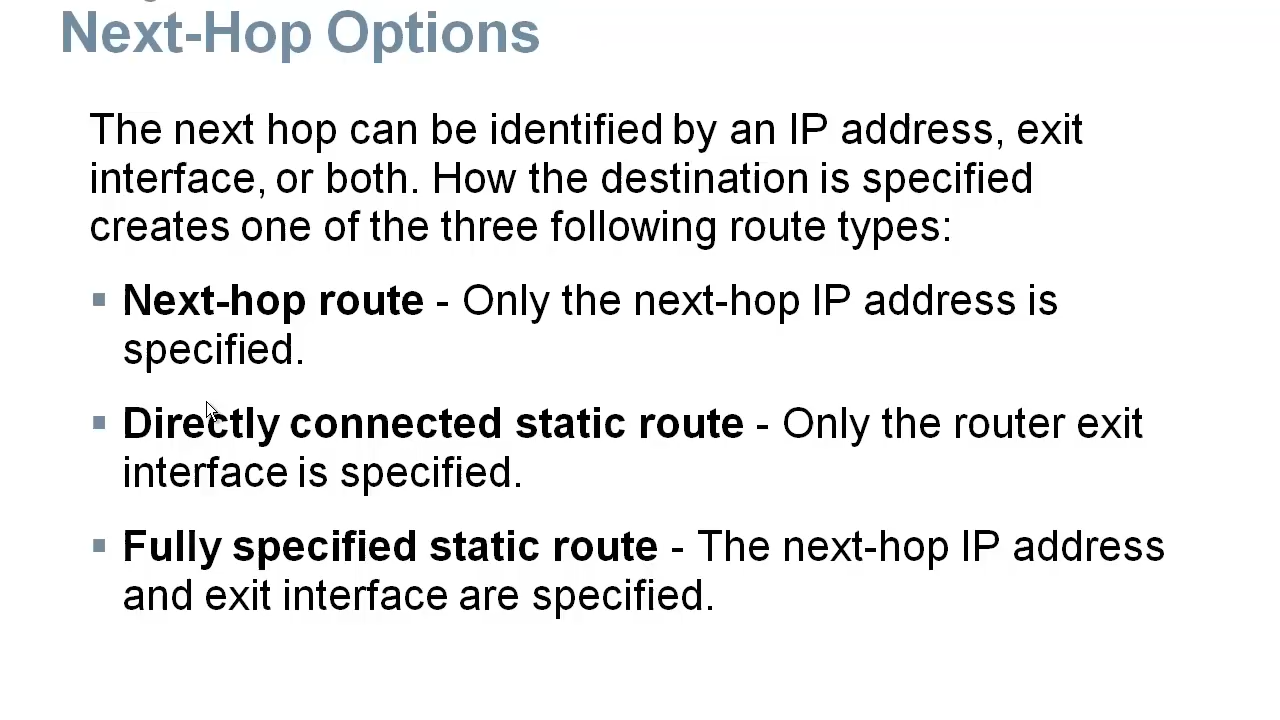 Next-Hop Options
The next hop can be identified by an IP address, exit
interface, or both. How the destination is specified
creates one of the three following route types:
▪ Next-hop route - Only the next-hop IP address is
specified.
▪ Directly connected static route - Only the router exit
interface is specified.
▪ Fully specified static route - The next-hop IP address
and exit interface are specified.